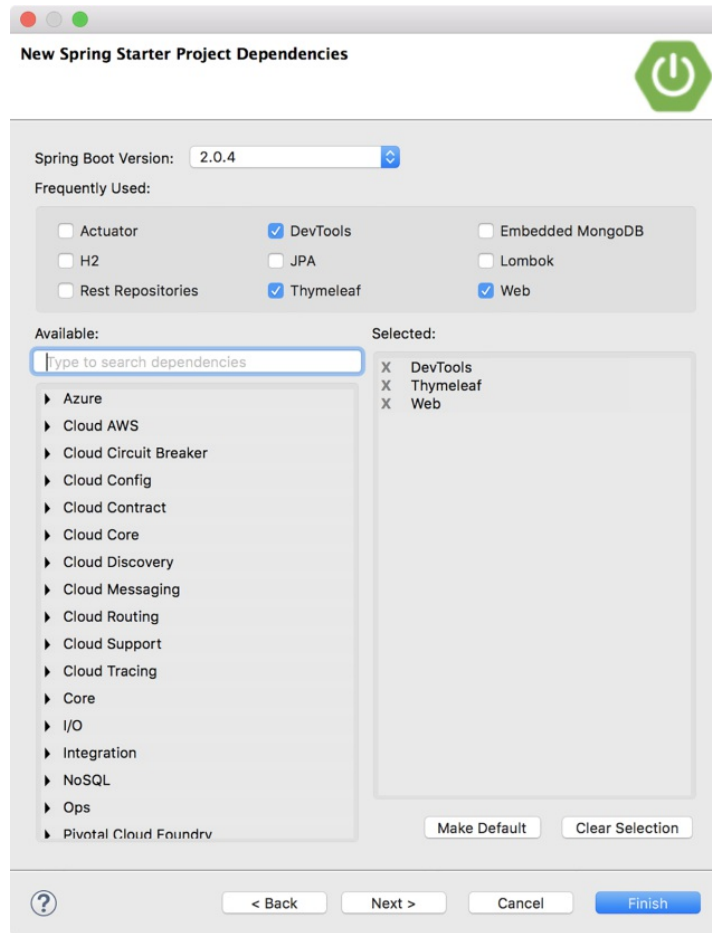 New Spring Starter Project Dependencies
Spring Boot Version: 2.0.4
Frequently Used:
Actuator DevTools Embedded MongoDB
H2 JPA Lombok
Rest Repositories Thymeleaf Web
Available: Selected:
Type to search dependencies
X DevTools
X Thymeleaf
X Web
Azure
Cloud AWS
Cloud Circuit Breaker
Cloud Config
Cloud Contract
Cloud Core
Cloud Discovery
Cloud Messaging
Cloud Routing
Cloud Support
Cloud Tracing
Core
I/O
Integration
NoSQL
Ops
Pivotal Cloud Foundry
Make Default Clear Selection
? < Back Next > Cancel Finish